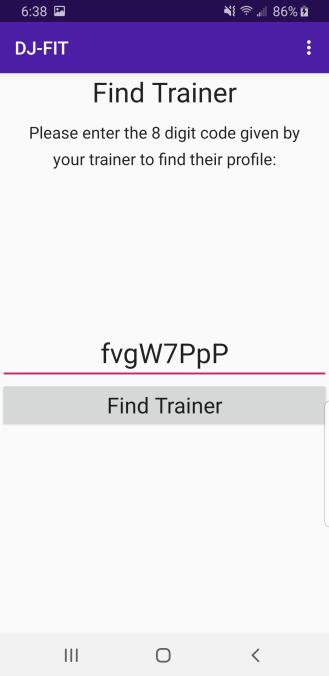 6:38 86%
DJ-FIT
Find Trainer
Please enter the 8 digit code given by
your trainer to find their profile:
fvgW7PpP
Find Trainer